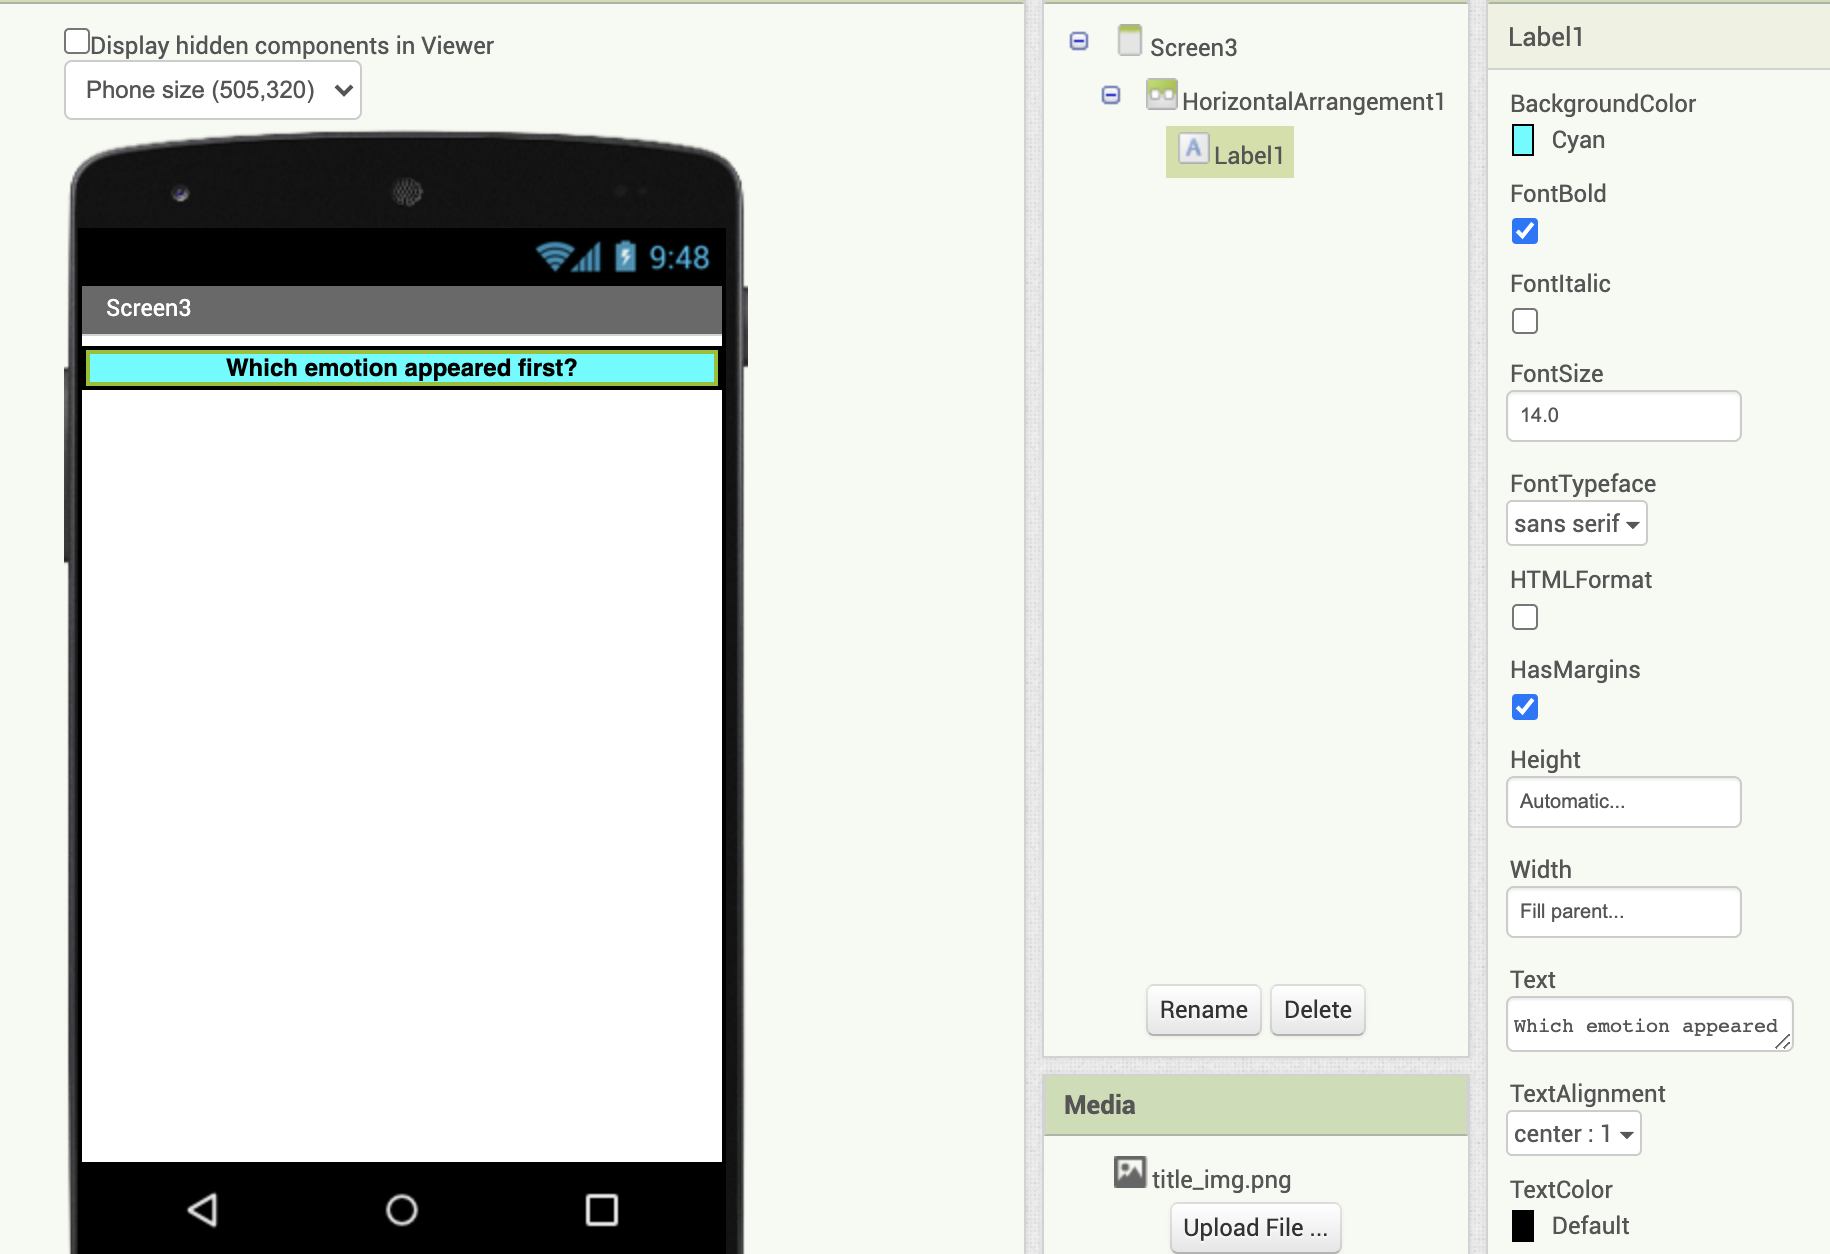 Display hidden components in Viewer
Phone size (505,320)
9:48
Screen3
Which emotion appeared first?
Screen3
HorizontalArrangement1
A Label1
Rename Delete
Media
title_img.png
Upload File ...
Label1
BackgroundColor
Cyan
FontBold
FontItalic
FontSize
14.0
FontTypeface
sans serif
HTMLFormat
HasMargins
Height
Automatic...
Width
Fill parent...
Text
Which emotion appeared
TextAlignment
center : 1
TextColor
Default